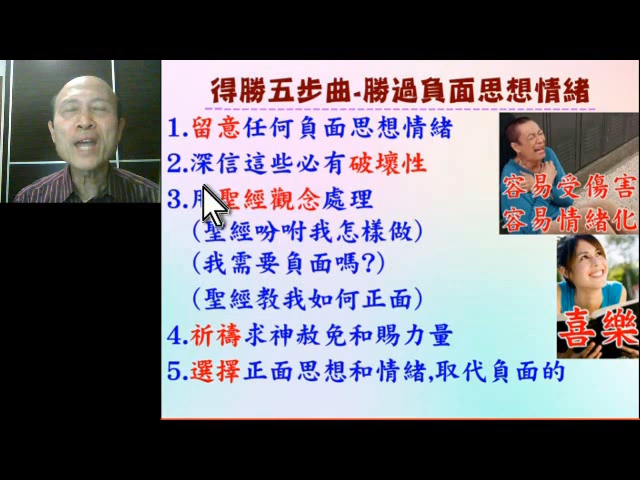 得勝五步曲-勝過負面思想情緒
1.留意任何負面思想情緒
2.深信這些必有破壞性
3.用聖經觀念處理
(聖經吩咐我怎樣做)
(我需要負面嗎?)
(聖經教我如何正面)
4.祈禱求神赦免和賜力量
5.選擇正面思想和情緒,取代負面的
容易受傷害
容易情緒化
喜樂